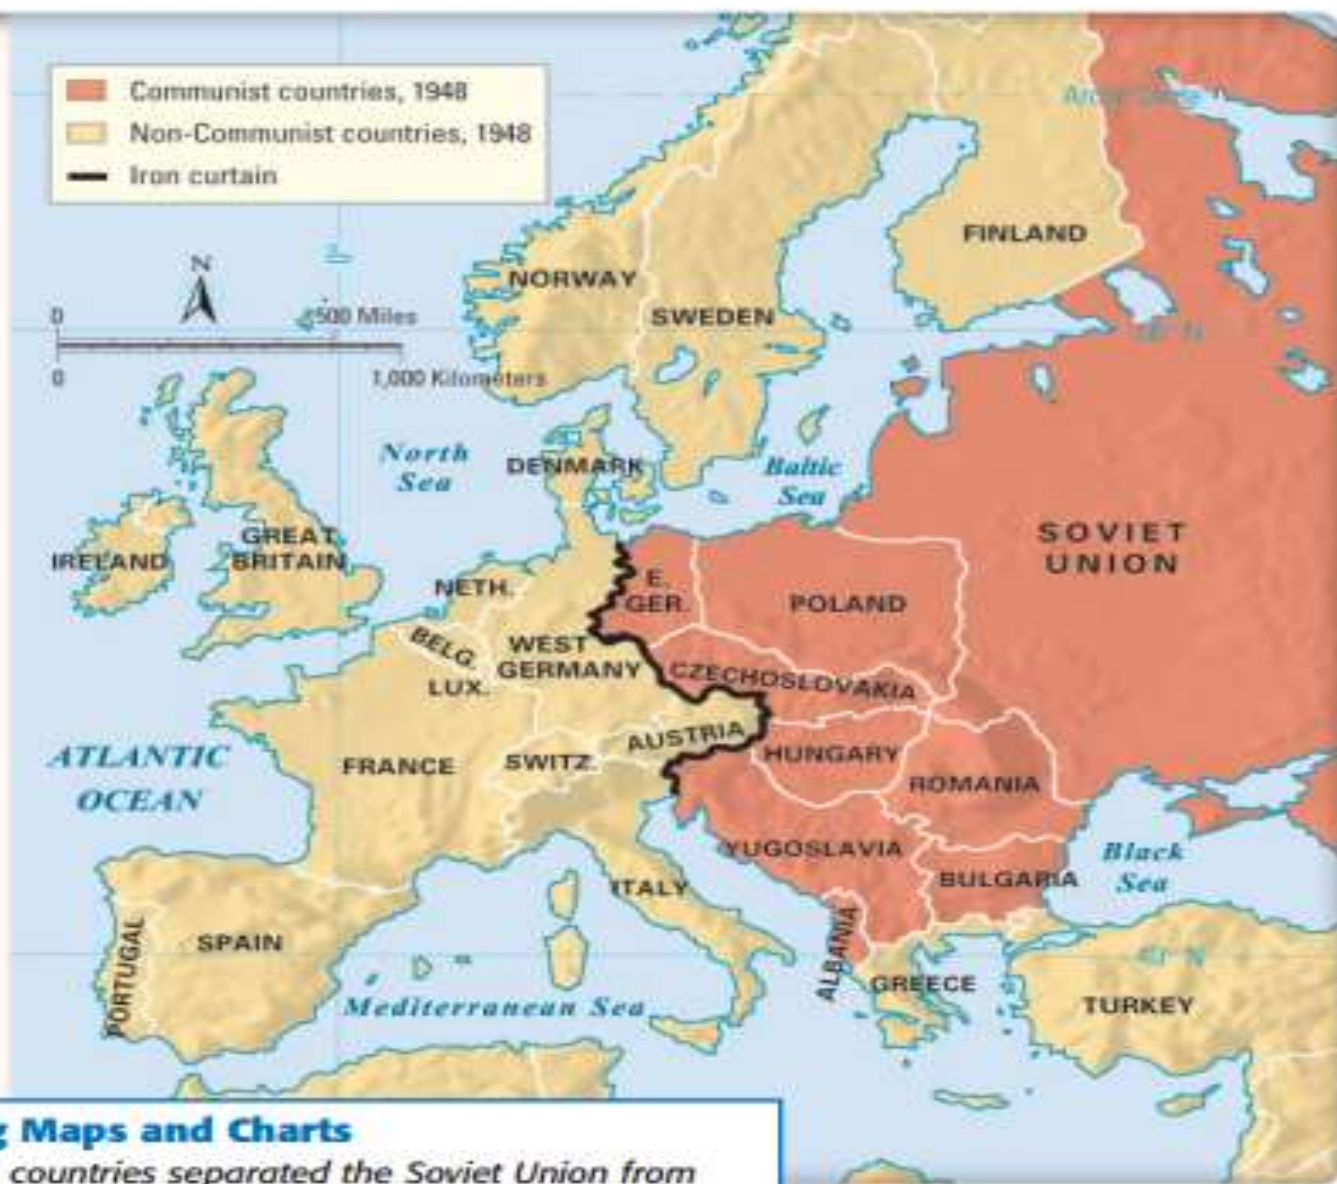 Communist countries, 1948
Non-Communist countries, 1948
Iron curtain
N
0
500 Miles
0
1,000 Kilometers
FINLAND
NORWAY
SWEDEN
North
Sea
DENMARK
Baltic
Sea
SOVIET
UNION
IRELAND
GREAT
BRITAIN
NETH.
E.
GER.
POLAND
BELG.
WEST
GERMANY
LUX.
CZECHOSLOVAKIA
ATLANTIC
OCEAN
FRANCE
SWITZ.
AUSTRIA
HUNGARY
ROMANIA
YUGOSLAVIA
Black
Sea
BULGARIA
ITALY
PORTUGAL
SPAIN
ALBANIA
GREECE
TURKEY
Mediterranean Sea
Maps and Charts
countries separated the Soviet Union from